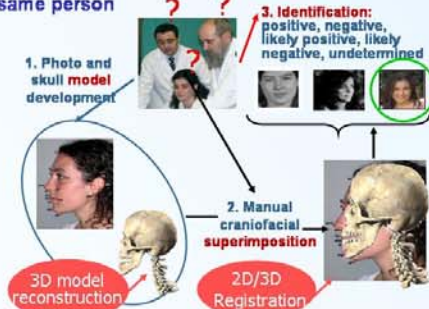 same person
? ?
?
3. Identification:
positive, negative,
likely positive, likely
negative, undetermined
1. Photo and
skull model
development
2. Manual
craniofacial
superimposition
3D model
reconstruction
2D/3D
Registration